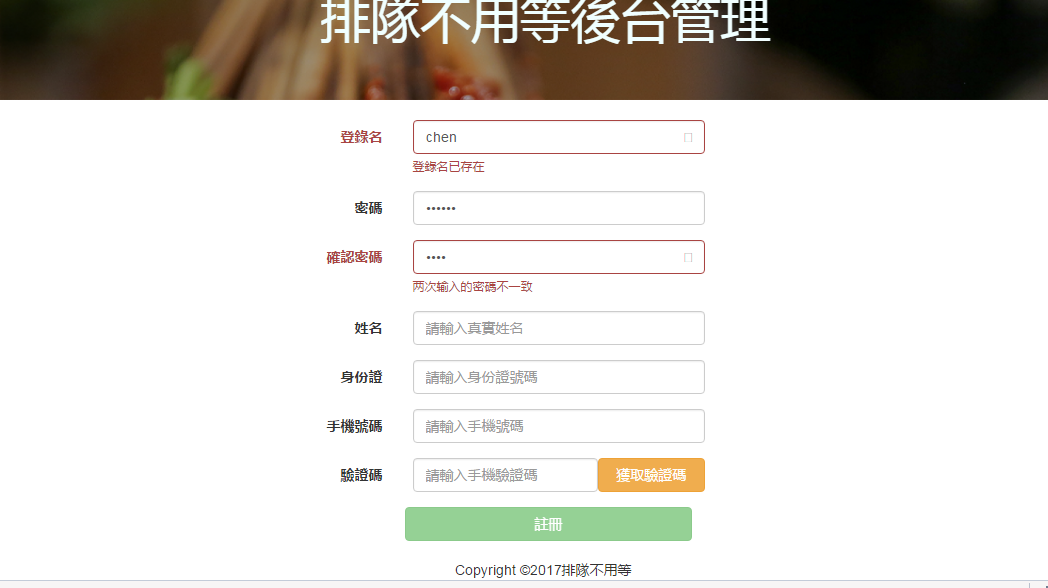 排隊不用等後台管理
登錄名 chen
登錄名已存在
密碼 ••••••
確認密碼 ••••
两次输入的密碼不一致
姓名 請輸入真實姓名
身份證 請輸入身份證號碼
手機號碼 請輸入手機號碼
驗證碼 請輸入手機驗證碼 獲取驗證碼
註冊
Copyright ©2017排隊不用等